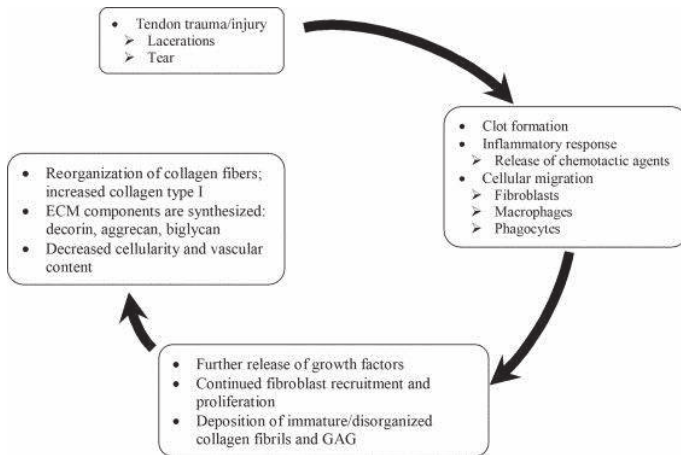 • Tendon trauma/injury
➢ Lacerations
➢ Tear
• Clot formation
• Inflammatory response
➢ Release of chemotactic agents
• Cellular migration
➢ Fibroblasts
➢ Macrophages
➢ Phagocytes
• Further release of growth factors
• Continued fibroblast recruitment and
proliferation
• Deposition of immature/disorganized
collagen fibrils and GAG
• Reorganization of collagen fibers;
increased collagen type I
• ECM components are synthesized:
decorin, aggrecan, biglycan
• Decreased cellularity and vascular
content